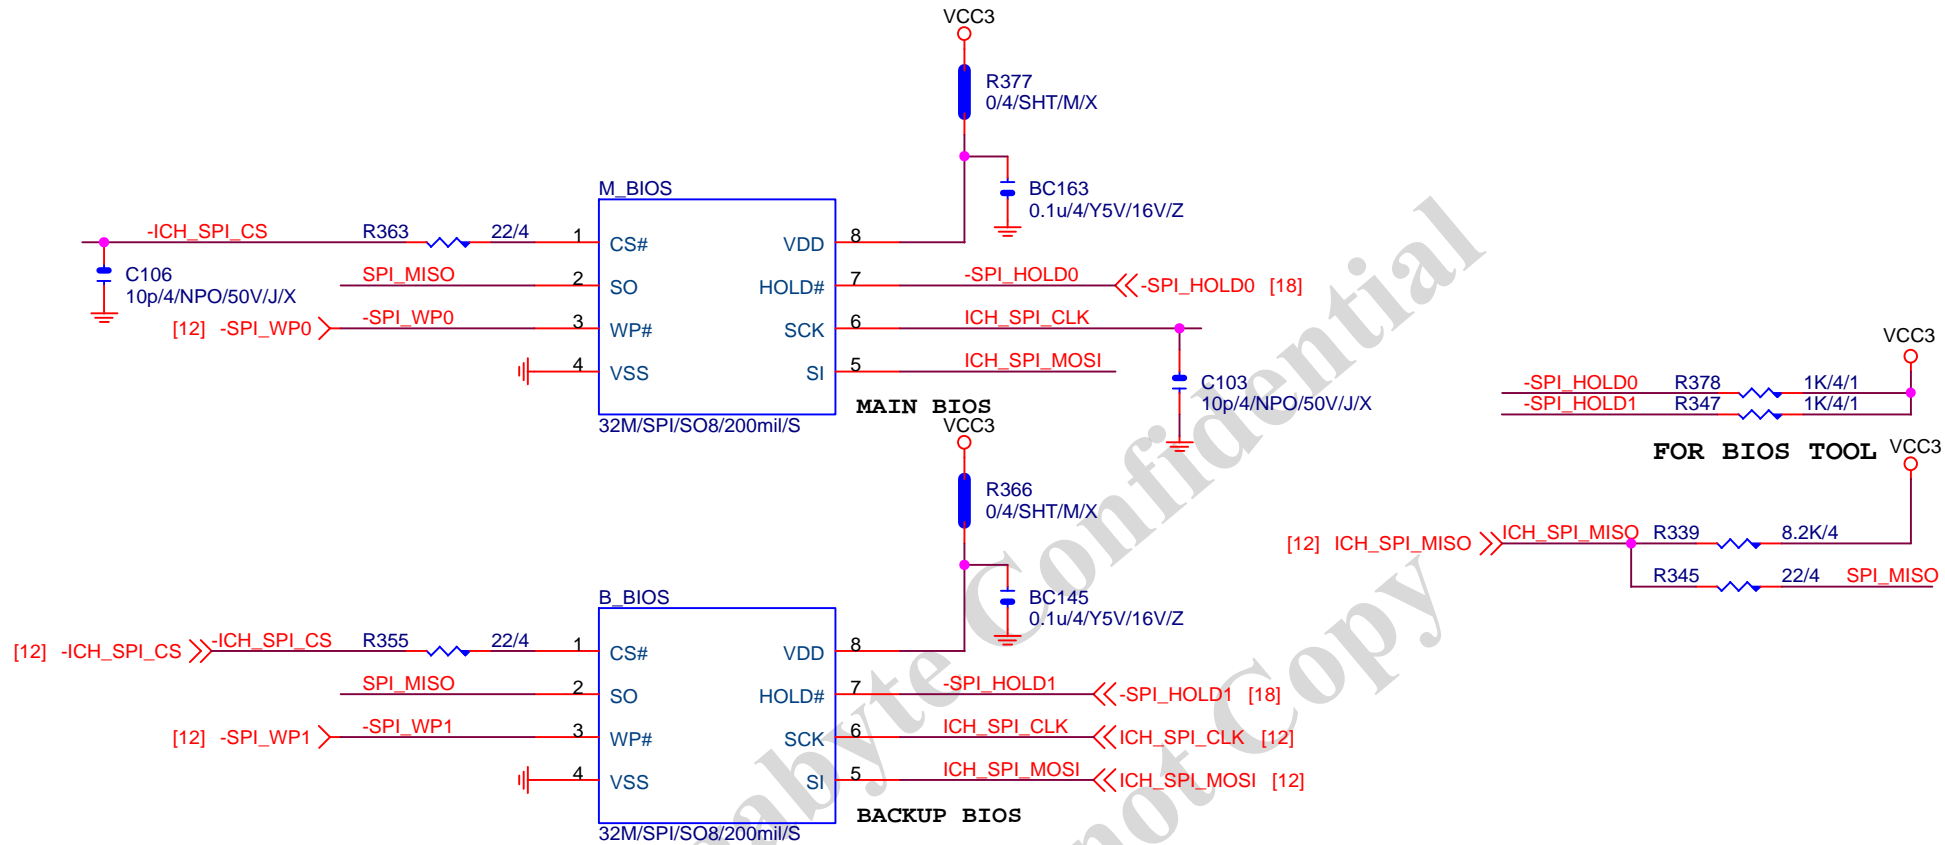 VCC3
R377
0/4/SHT/M/X
BC163
0.1u/4/Y5V/16V/Z
M_BIOS
-ICH_SPI_CS R363 22/4 1 CS# VDD 8
C106
10p/4/NPO/50V/J/X
SPI_MISO 2 SO HOLD# 7 -SPI_HOLD0 -SPI_HOLD0 [18]
[12] -SPI_WP0 -SPI_WP0 3 WP# SCK 6 ICH_SPI_CLK
4 VSS SI 5 ICH_SPI_MOSI
C103
10p/4/NPO/50V/J/X
MAIN BIOS
32M/SPI/SO8/200mil/S
VCC3
-SPI_HOLD0 R378 1K/4/1
-SPI_HOLD1 R347 1K/4/1
FOR BIOS TOOL
VCC3
[12] ICH_SPI_MISO ICH_SPI_MISO R339 8.2K/4
R345 22/4 SPI_MISO
VCC3
R366
0/4/SHT/M/X
BC145
0.1u/4/Y5V/16V/Z
B_BIOS
[12] -ICH_SPI_CS -ICH_SPI_CS R355 22/4 1 CS# VDD 8
SPI_MISO 2 SO HOLD# 7 -SPI_HOLD1 -SPI_HOLD1 [18]
[12] -SPI_WP1 -SPI_WP1 3 WP# SCK 6 ICH_SPI_CLK ICH_SPI_CLK [12]
4 VSS SI 5 ICH_SPI_MOSI ICH_SPI_MOSI [12]
BACKUP BIOS
32M/SPI/SO8/200mil/S
Confidential
Copy